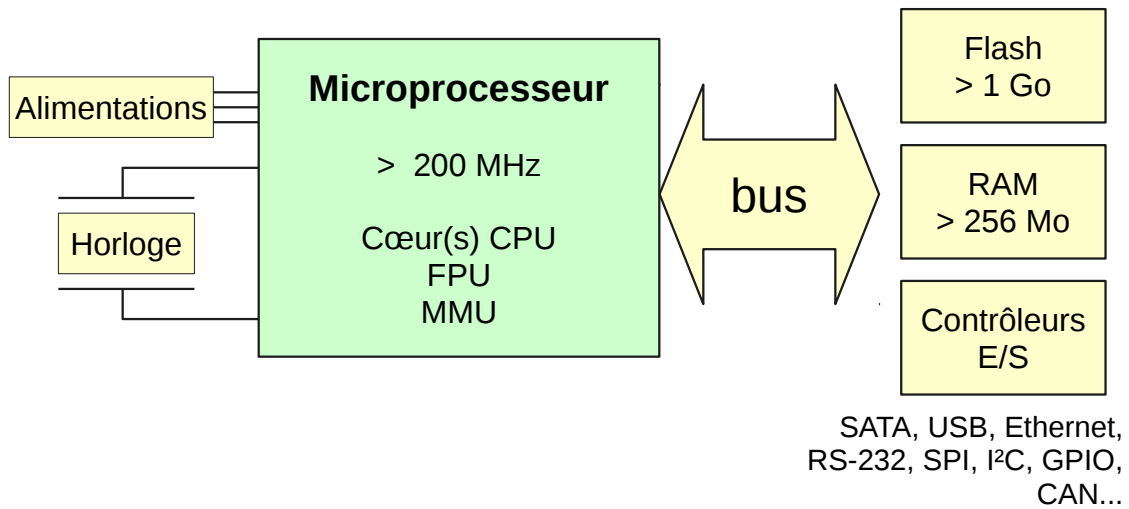 Alimentations
Horloge
Microprocesseur
> 200 MHz
Cœur(s) CPU
FPU
MMU
bus
Flash
> 1 Go
RAM
> 256 Mo
Contrôleurs
E/S
SATA, USB, Ethernet,
RS-232, SPI, I²C, GPIO,
CAN...